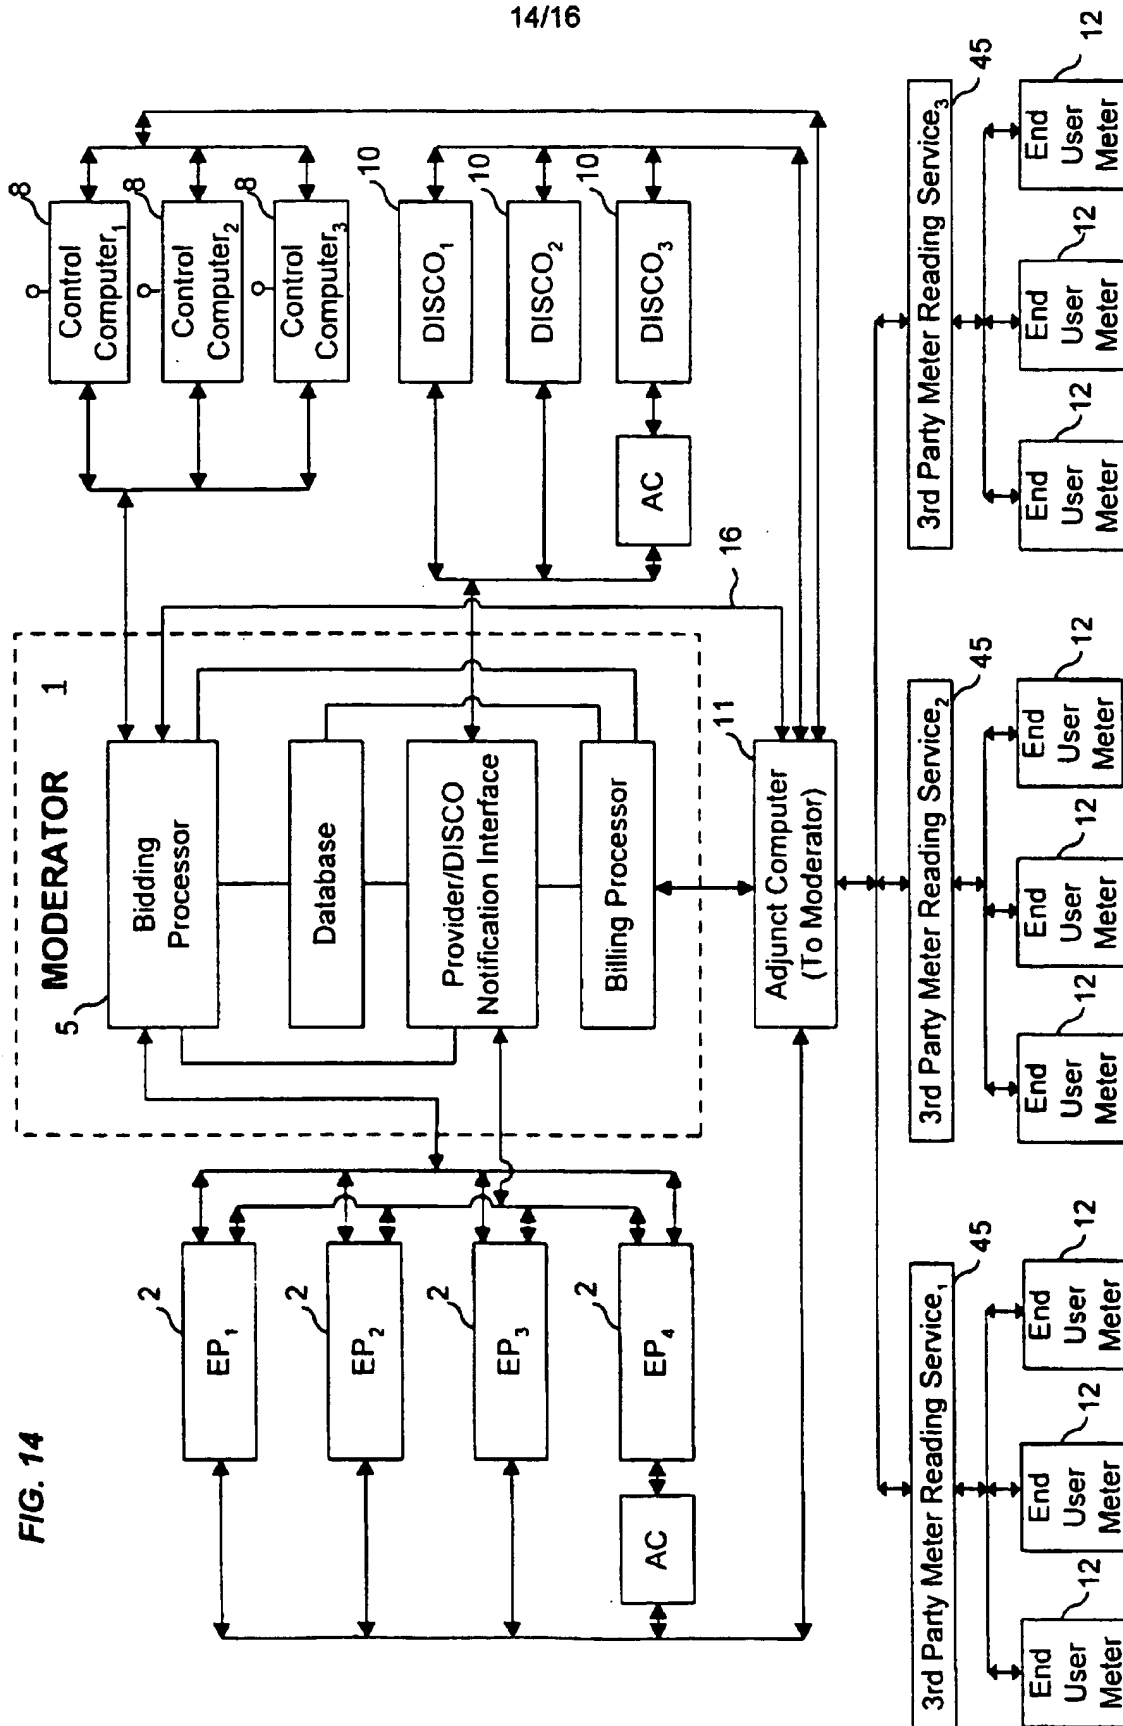 14/16
FIG. 14
MODERATOR
1
5
Bidding
Processor
Database
Provider/DISCO
Notification Interface
Billing Processor
2
EP1
2
EP2
2
EP3
2
EP4
AC
8
Control
Computer1
8
Control
Computer2
8
Control
Computer3
10
DISCO1
10
DISCO2
10
DISCO3
AC
16
11
Adjunct Computer
(To Moderator)
3rd Party Meter Reading Service1
45
End
User
Meter
12
End
User
Meter
12
End
User
Meter
12
3rd Party Meter Reading Service2
45
End
User
Meter
12
End
User
Meter
12
End
User
Meter
12
3rd Party Meter Reading Service3
45
End
User
Meter
12
End
User
Meter
12
End
User
Meter
12